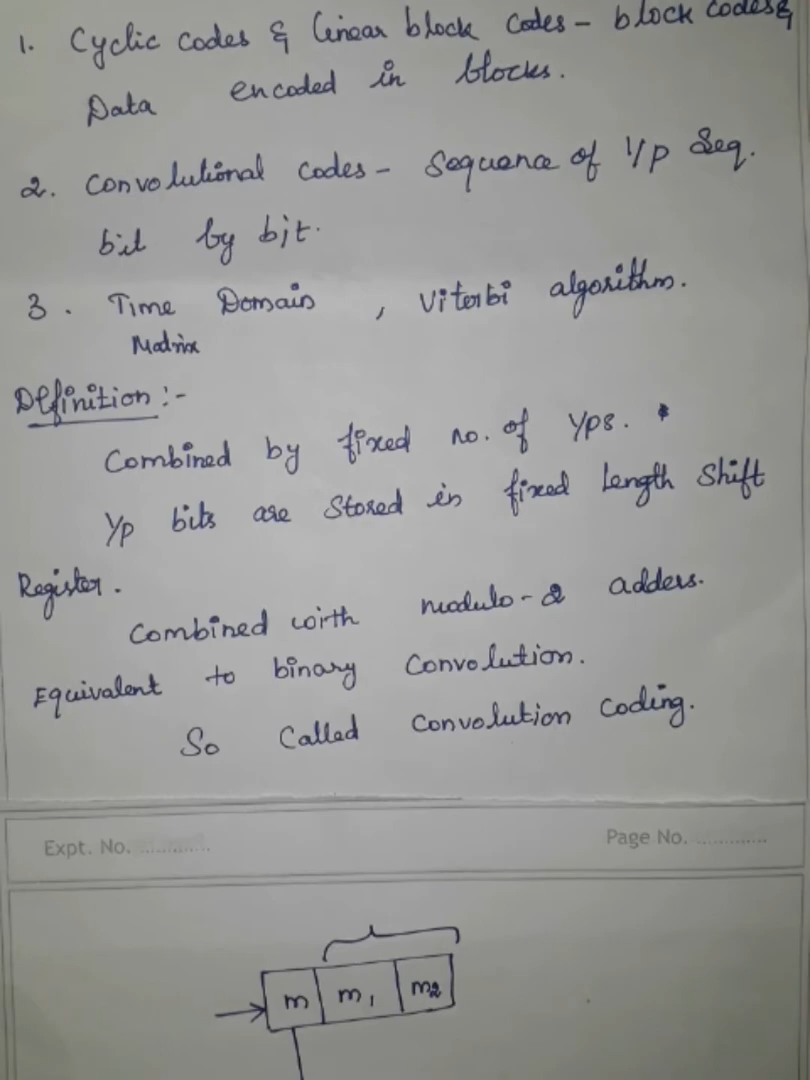 1. Cyclic codes & linear block codes - block codes &
Data encoded in blocks.
2. Convolutional codes - Sequence of I/p Seq.
bit by bit.
3. Time Domain, Viterbi algorithm.
Matrix
Definition :-
Combined by fixed no. of I/ps.
I/p bits are stored in fixed length shift
Register.
Combined with modulo-2 adders.
Equivalent to binary Convolution.
So Called Convolution Coding.
Expt. No. ............
Page No. .............
m m1 m2